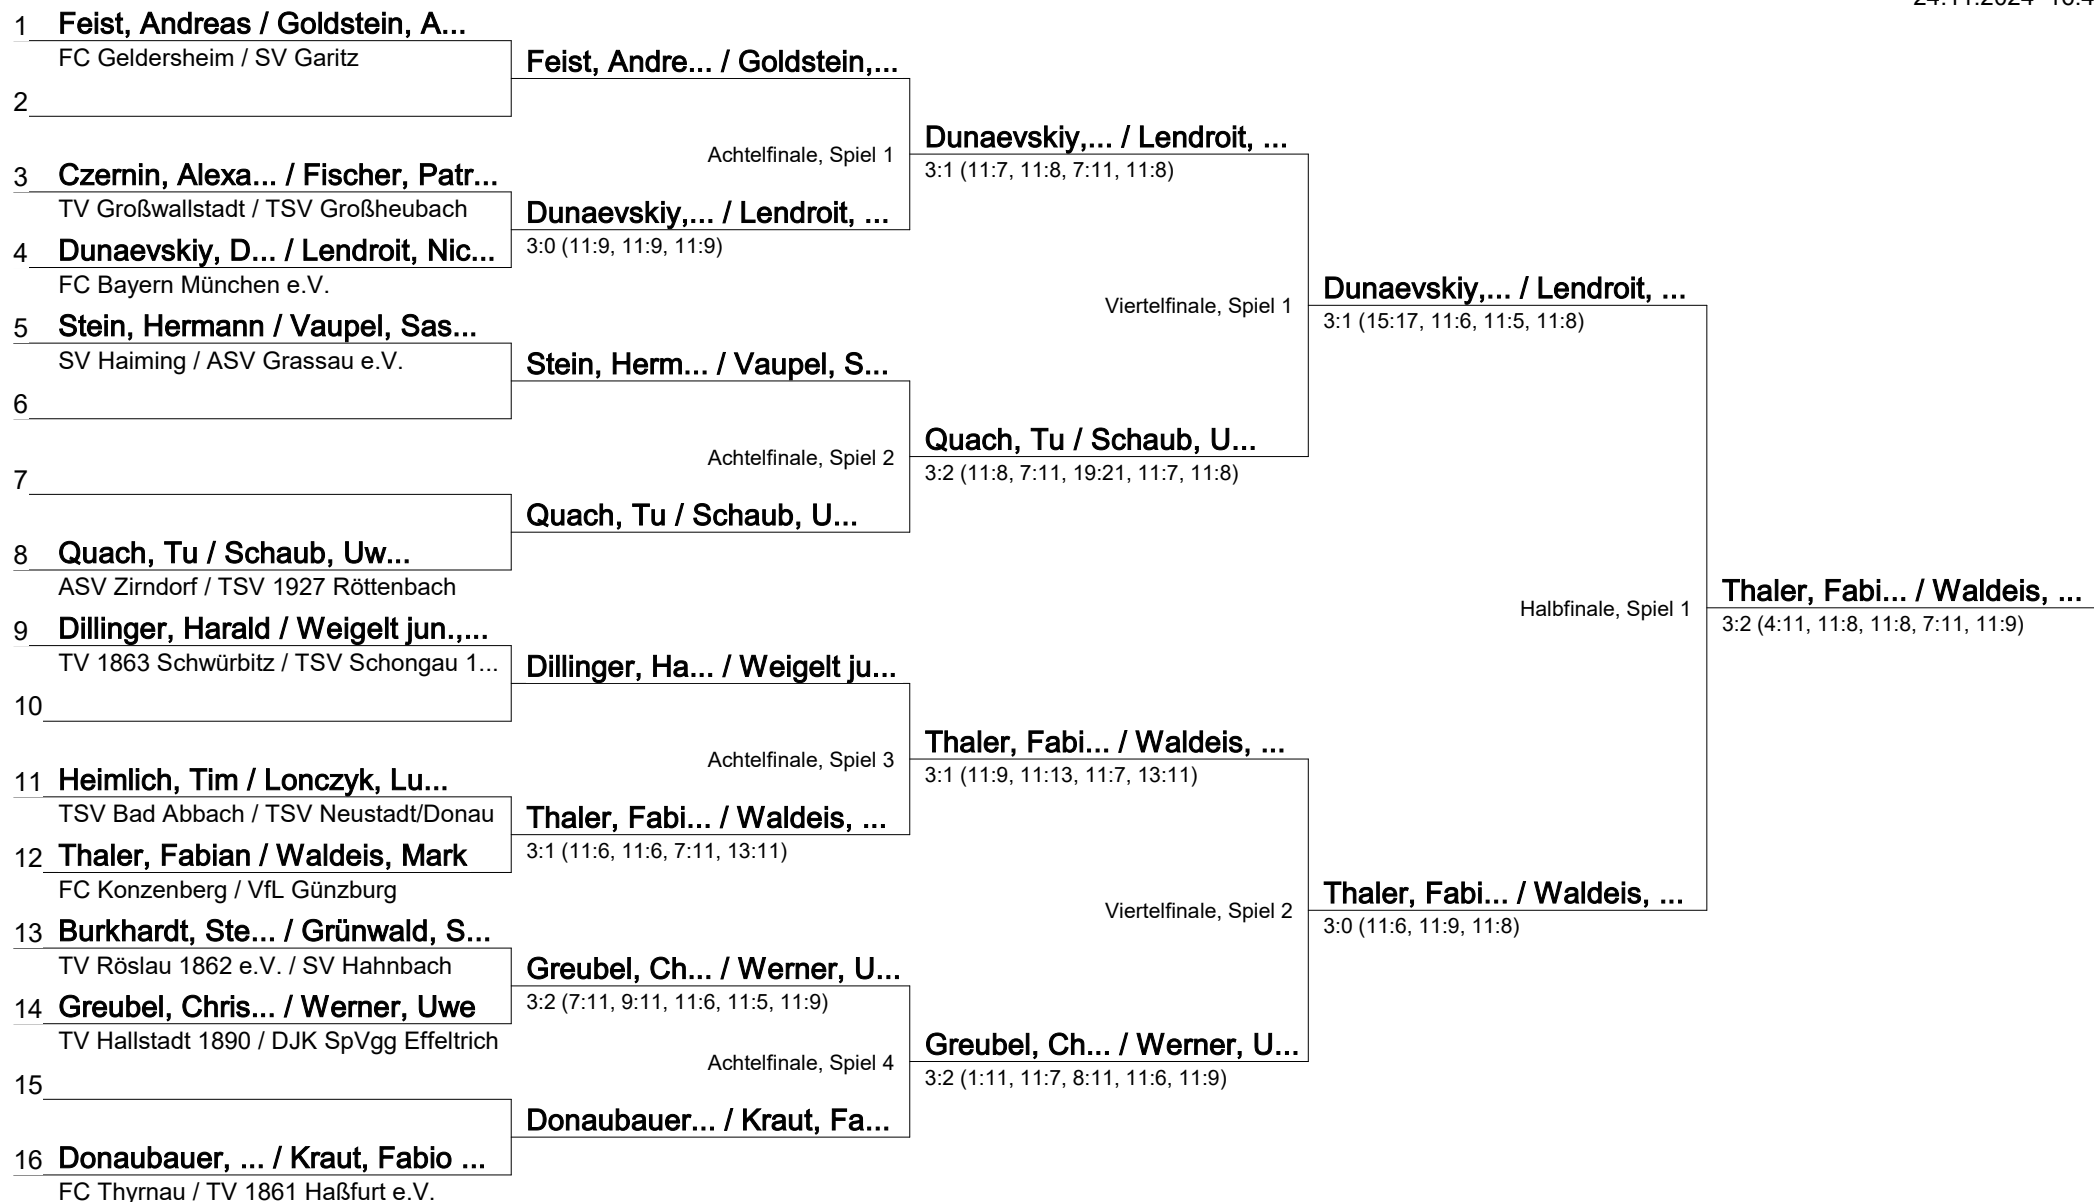 1 Feist, Andreas / Goldstein, A...
FC Geldersheim / SV Garitz
Feist, Andre... / Goldstein,...
2
Achtelfinale, Spiel 1
Dunaevskiy,... / Lendroit, ...
3:1 (11:7, 11:8, 7:11, 11:8)
3 Czernin, Alexa... / Fischer, Patr...
TV Großwallstadt / TSV Großheubach
Dunaevskiy,... / Lendroit, ...
3:0 (11:9, 11:9, 11:9)
4 Dunaevskiy, D... / Lendroit, Nic...
FC Bayern München e.V.
Viertelfinale, Spiel 1
Dunaevskiy,... / Lendroit, ...
3:1 (15:17, 11:6, 11:5, 11:8)
5 Stein, Hermann / Vaupel, Sas...
SV Haiming / ASV Grassau e.V.
Stein, Herm... / Vaupel, S...
6
Achtelfinale, Spiel 2
Quach, Tu / Schaub, U...
3:2 (11:8, 7:11, 19:21, 11:7, 11:8)
7
Quach, Tu / Schaub, U...
8 Quach, Tu / Schaub, Uw...
ASV Zirndorf / TSV 1927 Röttenbach
Halbfinale, Spiel 1
Thaler, Fabi... / Waldeis, ...
3:2 (4:11, 11:8, 11:8, 7:11, 11:9)
9 Dillinger, Harald / Weigelt jun.,...
TV 1863 Schwürbitz / TSV Schongau 1...
Dillinger, Ha... / Weigelt ju...
10
Achtelfinale, Spiel 3
Thaler, Fabi... / Waldeis, ...
3:1 (11:9, 11:13, 11:7, 13:11)
11 Heimlich, Tim / Lonczyk, Lu...
TSV Bad Abbach / TSV Neustadt/Donau
Thaler, Fabi... / Waldeis, ...
3:1 (11:6, 11:6, 7:11, 13:11)
12 Thaler, Fabian / Waldeis, Mark
FC Konzenberg / VfL Günzburg
Viertelfinale, Spiel 2
Thaler, Fabi... / Waldeis, ...
3:0 (11:6, 11:9, 11:8)
13 Burkhardt, Ste... / Grünwald, S...
TV Röslau 1862 e.V. / SV Hahnbach
Greubel, Ch... / Werner, U...
3:2 (7:11, 9:11, 11:6, 11:5, 11:9)
14 Greubel, Chris... / Werner, Uwe
TV Hallstadt 1890 / DJK SpVgg Effeltrich
Achtelfinale, Spiel 4
Greubel, Ch... / Werner, U...
3:2 (1:11, 11:7, 8:11, 11:6, 11:9)
15
Donaubauer... / Kraut, Fa...
16 Donaubauer, ... / Kraut, Fabio ...
FC Thyrnau / TV 1861 Haßfurt e.V.